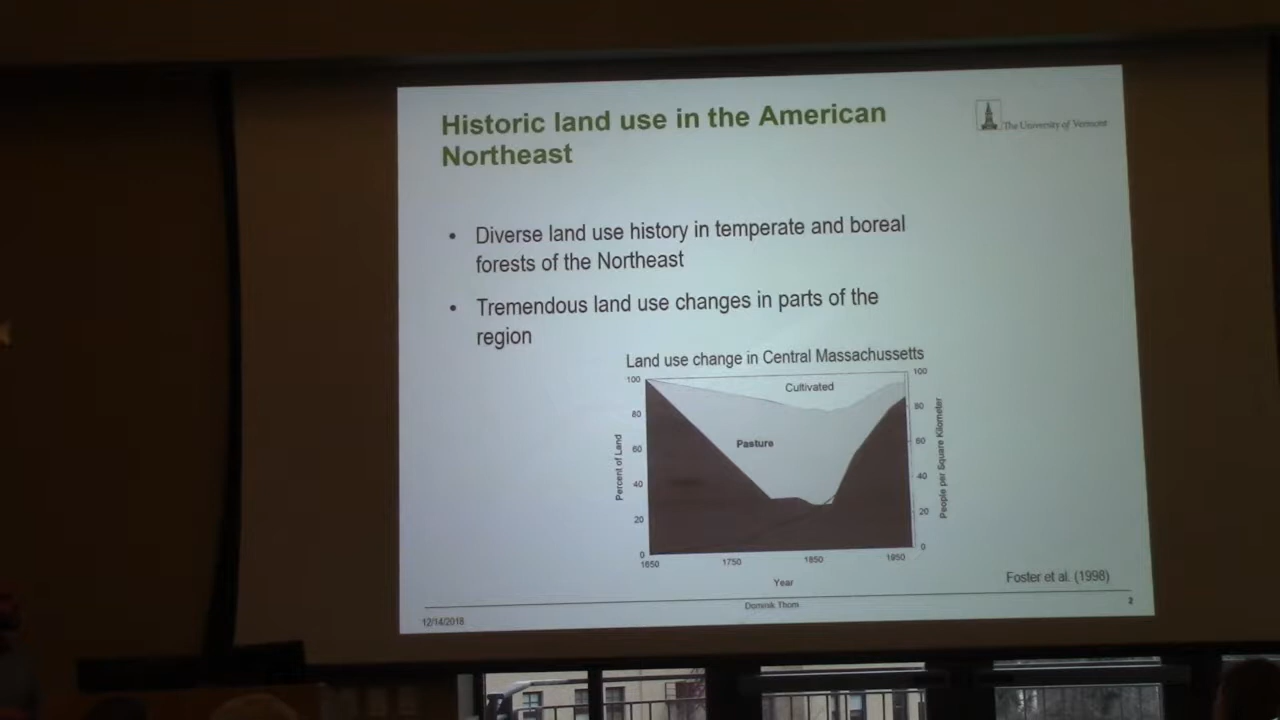 Historic land use in the American
Northeast
The University of Vermont
• Diverse land use history in temperate and boreal
forests of the Northeast
• Tremendous land use changes in parts of the
region
Land use change in Central Massachussetts
100
80
60
40
20
0
Percent of Land
Cultivated
Pasture
100
80
60
40
20
0
People per Square Kilometer
1650
1750
1850
1950
Year
Foster et al. (1998)
12/14/2018
Dominik Thom
2